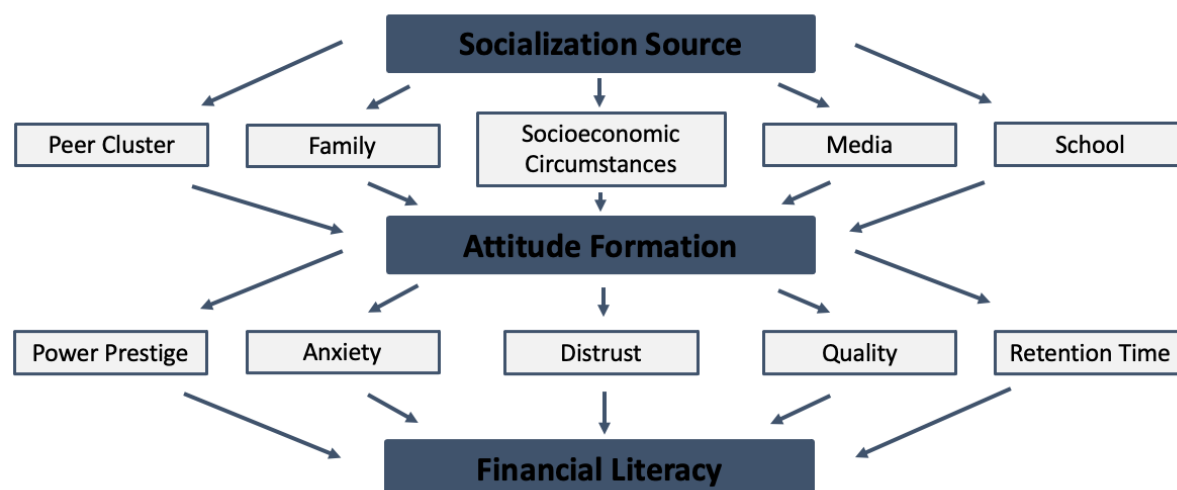 Socialization Source
Peer Cluster
Family
Socioeconomic
Circumstances
Media
School
Attitude Formation
Power Prestige
Anxiety
Distrust
Quality
Retention Time
Financial Literacy